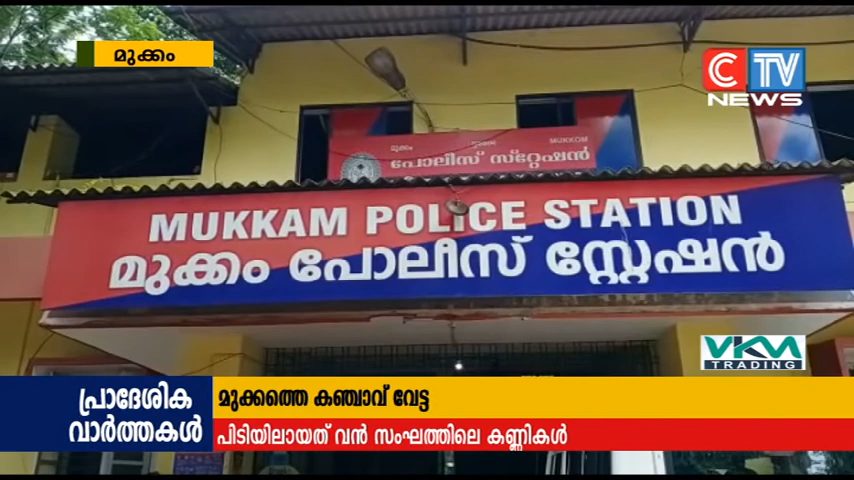 മുക്കം
CTV
NEWS
മുക്കം
MUKKOM
പോലീസ് സ്റ്റേഷൻ
MUKKAM POLICE STATION
മുക്കം പോലീസ് സ്റ്റേഷൻ
VKM
TRADING
പ്രാദേശിക
വാർത്തകൾ
മുക്കത്തെ കഞ്ചാവ് വേട്ട
പിടിയിലായത് വൻ സംഘത്തിലെ കണ്ണികൾ